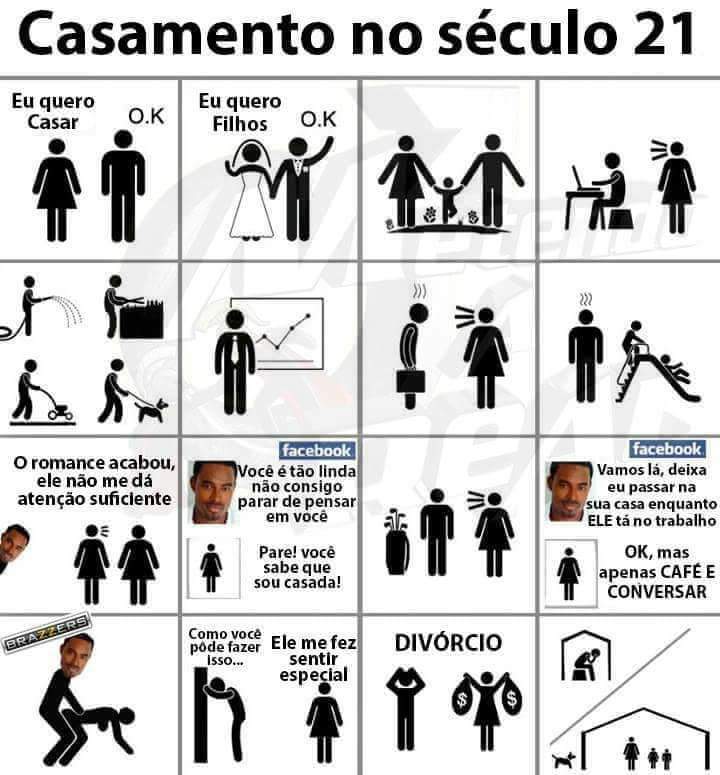 Casamento no século 21
Eu quero
Casar
O.K
Eu quero
Filhos
O.K
O romance acabou,
ele não me dá
atenção suficiente
facebook
Você é tão linda
não consigo
parar de pensar
em você
Pare! você
sabe que
sou casada!
facebook
Vamos lá, deixa
eu passar na
sua casa enquanto
ELE tá no trabalho
OK, mas
apenas CAFÉ E
CONVERSAR
BRAZZERS
Como você
pôde fazer
isso...
Ele me fez
sentir
especial
DIVÓRCIO
$ $